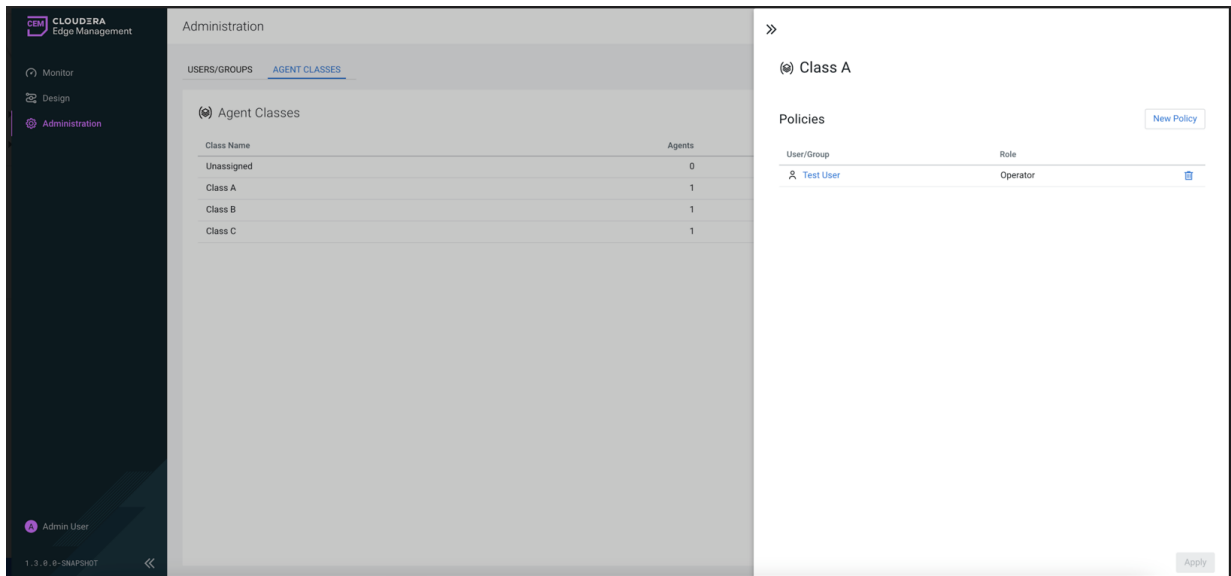 CEM CLOUDERA
Edge Management
Monitor
Design
Administration
Admin User
A
1.3.0.0-SNAPSHOT
Administration
USERS/GROUPS AGENT CLASSES
Agent Classes
Class Name Agents
Unassigned 0
Class A 1
Class B 1
Class C 1
Class A
Policies New Policy
User/Group Role
Test User Operator
Apply